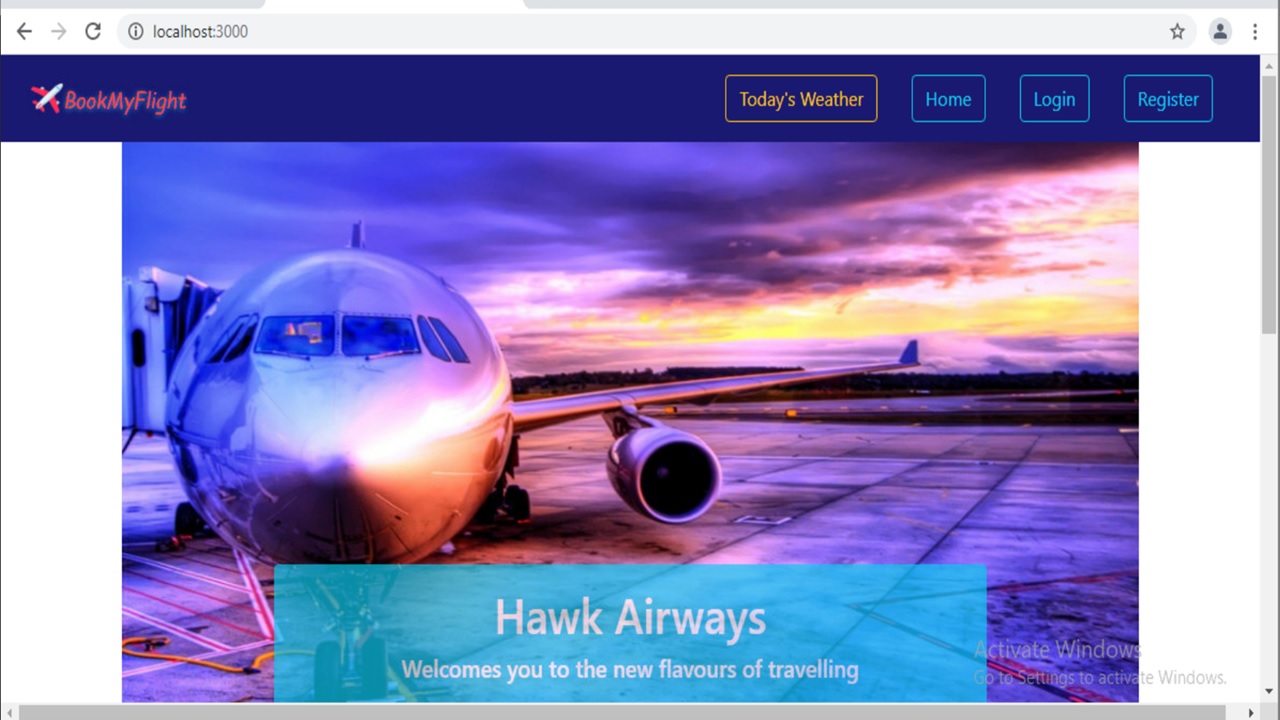 localhost:3000
BookMyFlight
Today's Weather
Home
Login
Register
Hawk Airways
Welcomes you to the new flavours of travelling
Activate Windows
Go to Settings to activate Windows.